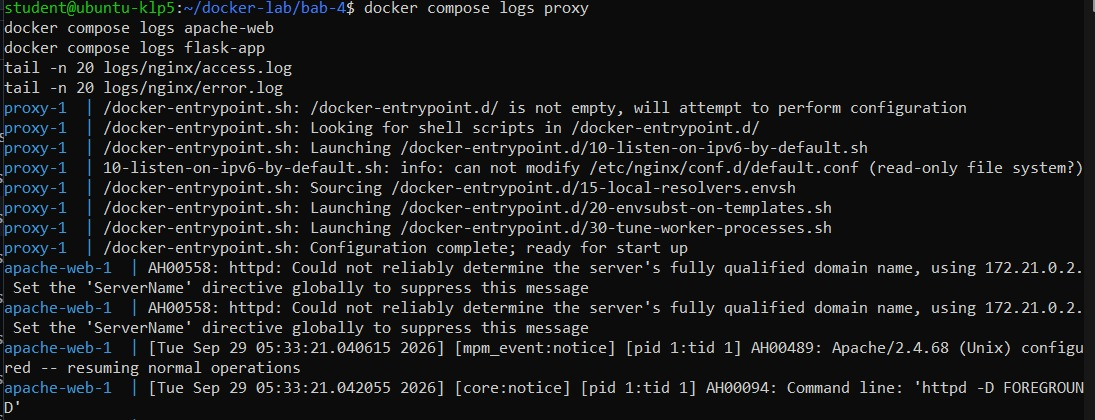 student@ubuntu-klp5:~/docker-lab/bab-4$ docker compose logs proxy
docker compose logs apache-web
docker compose logs flask-app
tail -n 20 logs/nginx/access.log
tail -n 20 logs/nginx/error.log
proxy-1  | /docker-entrypoint.sh: /docker-entrypoint.d/ is not empty, will attempt to perform configuration
proxy-1  | /docker-entrypoint.sh: Looking for shell scripts in /docker-entrypoint.d/
proxy-1  | /docker-entrypoint.sh: Launching /docker-entrypoint.d/10-listen-on-ipv6-by-default.sh
proxy-1  | 10-listen-on-ipv6-by-default.sh: info: can not modify /etc/nginx/conf.d/default.conf (read-only file system?)
proxy-1  | /docker-entrypoint.sh: Sourcing /docker-entrypoint.d/15-local-resolvers.envsh
proxy-1  | /docker-entrypoint.sh: Launching /docker-entrypoint.d/20-envsubst-on-templates.sh
proxy-1  | /docker-entrypoint.sh: Launching /docker-entrypoint.d/30-tune-worker-processes.sh
proxy-1  | /docker-entrypoint.sh: Configuration complete; ready for start up
apache-web-1  | AH00558: httpd: Could not reliably determine the server's fully qualified domain name, using 172.21.0.2.
 Set the 'ServerName' directive globally to suppress this message
apache-web-1  | AH00558: httpd: Could not reliably determine the server's fully qualified domain name, using 172.21.0.2.
 Set the 'ServerName' directive globally to suppress this message
apache-web-1  | [Tue Sep 29 05:33:21.040615 2026] [mpm_event:notice] [pid 1:tid 1] AH00489: Apache/2.4.68 (Unix) configu
red -- resuming normal operations
apache-web-1  | [Tue Sep 29 05:33:21.042055 2026] [core:notice] [pid 1:tid 1] AH00094: Command line: 'httpd -D FOREGROUN
D'